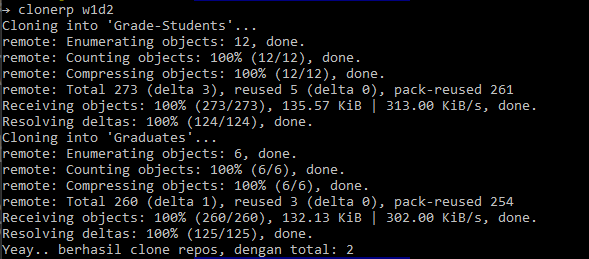 → clonerp w1d2
Cloning into 'Grade-Students'...
remote: Enumerating objects: 12, done.
remote: Counting objects: 100% (12/12), done.
remote: Compressing objects: 100% (12/12), done.
remote: Total 273 (delta 3), reused 5 (delta 0), pack-reused 261
Receiving objects: 100% (273/273), 135.57 KiB | 313.00 KiB/s, done.
Resolving deltas: 100% (124/124), done.
Cloning into 'Graduates'...
remote: Enumerating objects: 6, done.
remote: Counting objects: 100% (6/6), done.
remote: Compressing objects: 100% (6/6), done.
remote: Total 260 (delta 1), reused 3 (delta 0), pack-reused 254
Receiving objects: 100% (260/260), 132.13 KiB | 302.00 KiB/s, done.
Resolving deltas: 100% (125/125), done.
Yeay.. berhasil clone repos, dengan total: 2